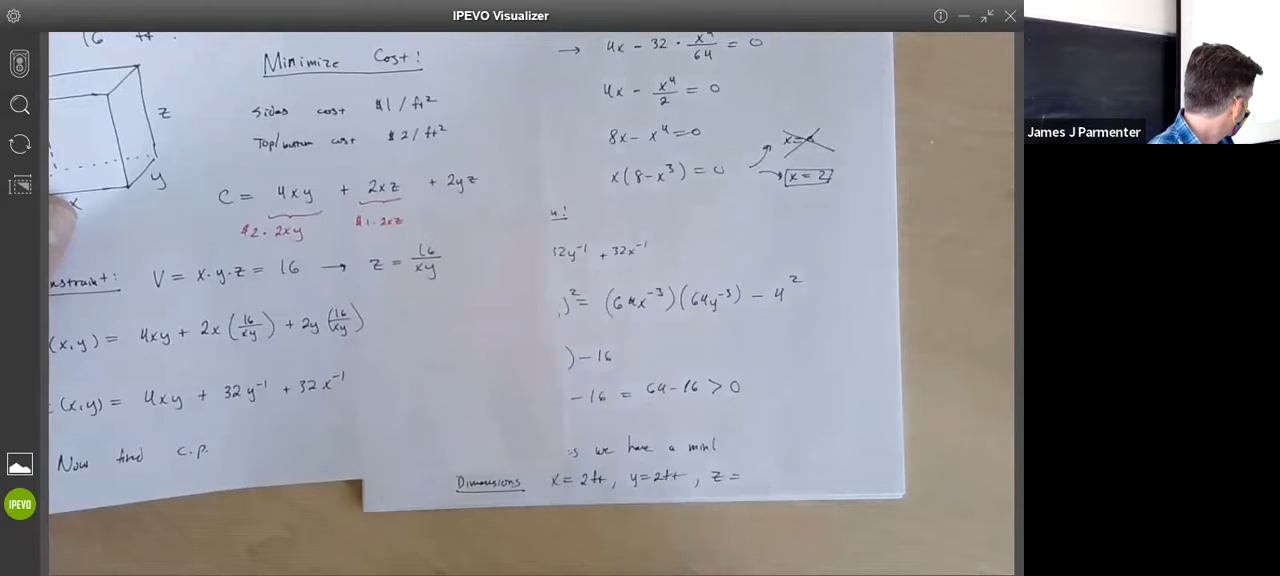 IPEVO Visualizer
16 ft.
Minimize Cost:
Sides cost $1/ft²
Top/bottom cost $2/ft²
C = 4xy + 2xz + 2yz
$2·2xy $1·2xz
z
y
x
nstraint: V = x·y·z = 16 → z = 16/xy
(x,y) = 4xy + 2x(16/xy) + 2y(16/xy)
(x,y) = 4xy + 32y⁻¹ + 32x⁻¹
Now find c.p.
→ 4x - 32 · x⁴/64 = 0
4x - x⁴/2 = 0
8x - x⁴ = 0
x(8-x³) = 0
x=0
x = 2
n:
32y⁻¹ + 32x⁻¹
)² = (64x⁻³)(64y⁻³) - 4²
) - 16
- 16 = 64 - 16 > 0
s we have a min!
Dimensions x = 2ft, y = 2ft, z =
James J Parmenter
IPEVO